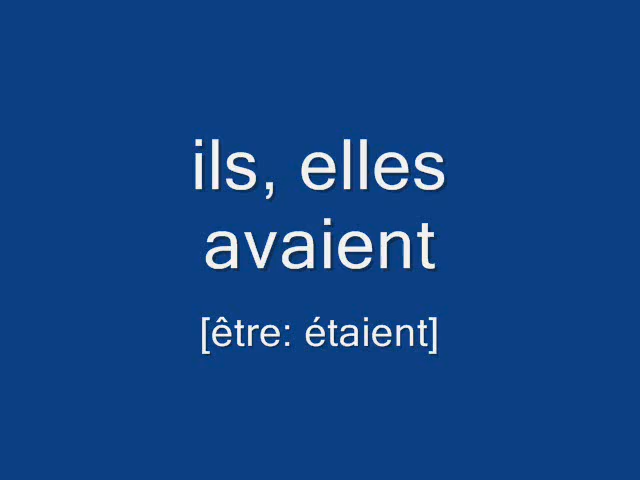 ils, elles
avaient
[être: étaient]